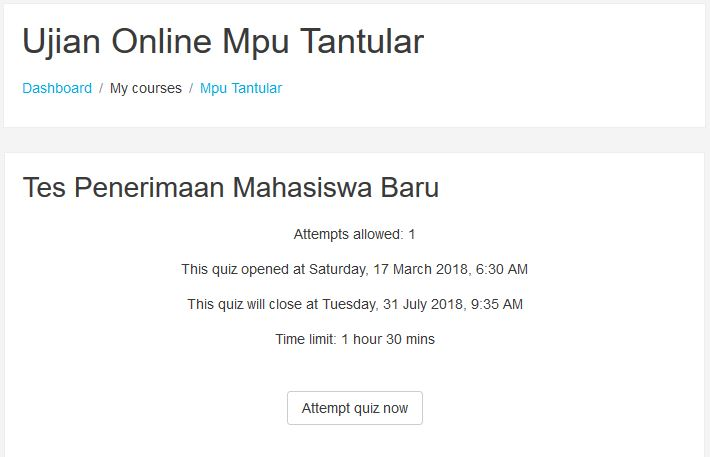 Ujian Online Mpu Tantular
Dashboard / My courses / Mpu Tantular
Tes Penerimaan Mahasiswa Baru
Attempts allowed: 1
This quiz opened at Saturday, 17 March 2018, 6:30 AM
This quiz will close at Tuesday, 31 July 2018, 9:35 AM
Time limit: 1 hour 30 mins
Attempt quiz now